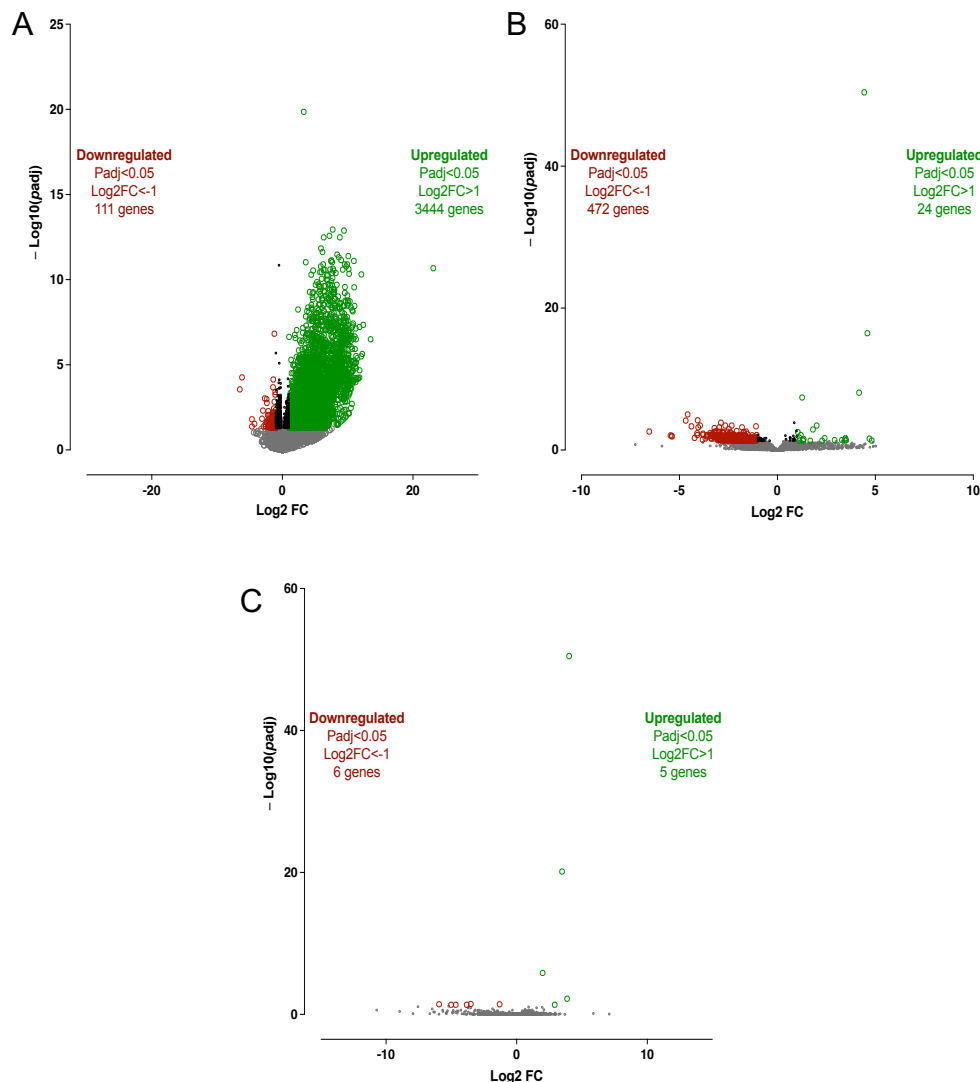 A
25
20
15
10
5
0
– Log10(padj)
Downregulated
Padj<0.05
Log2FC<-1
111 genes
Upregulated
Padj<0.05
Log2FC>1
3444 genes
-20
0
20
Log2 FC
B
60
40
20
0
– Log10(padj)
Downregulated
Padj<0.05
Log2FC<-1
472 genes
Upregulated
Padj<0.05
Log2FC>1
24 genes
-10
-5
0
5
10
Log2 FC
C
60
40
20
0
– Log10(padj)
Downregulated
Padj<0.05
Log2FC<-1
6 genes
Upregulated
Padj<0.05
Log2FC>1
5 genes
-10
0
10
Log2 FC